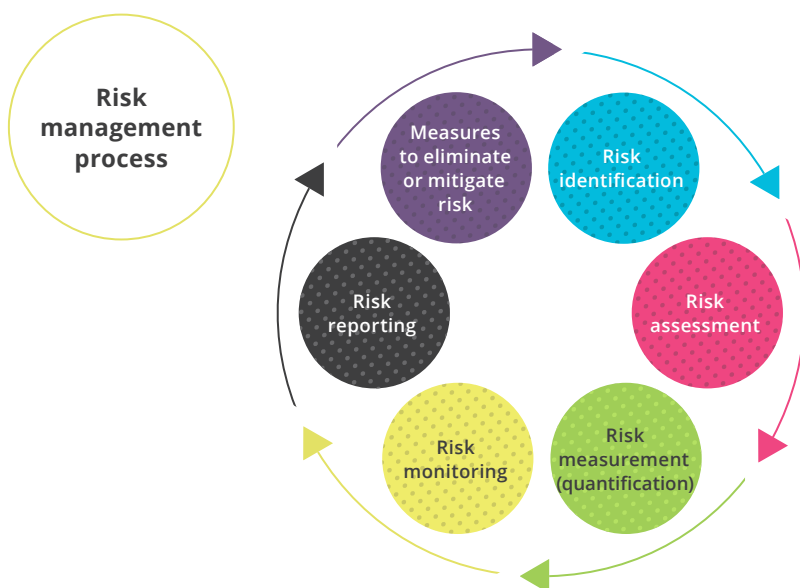 Risk
management
process
Measures
to eliminate
or mitigate
risk
Risk
identification
Risk
assessment
Risk
measurement
(quantification)
Risk
monitoring
Risk
reporting